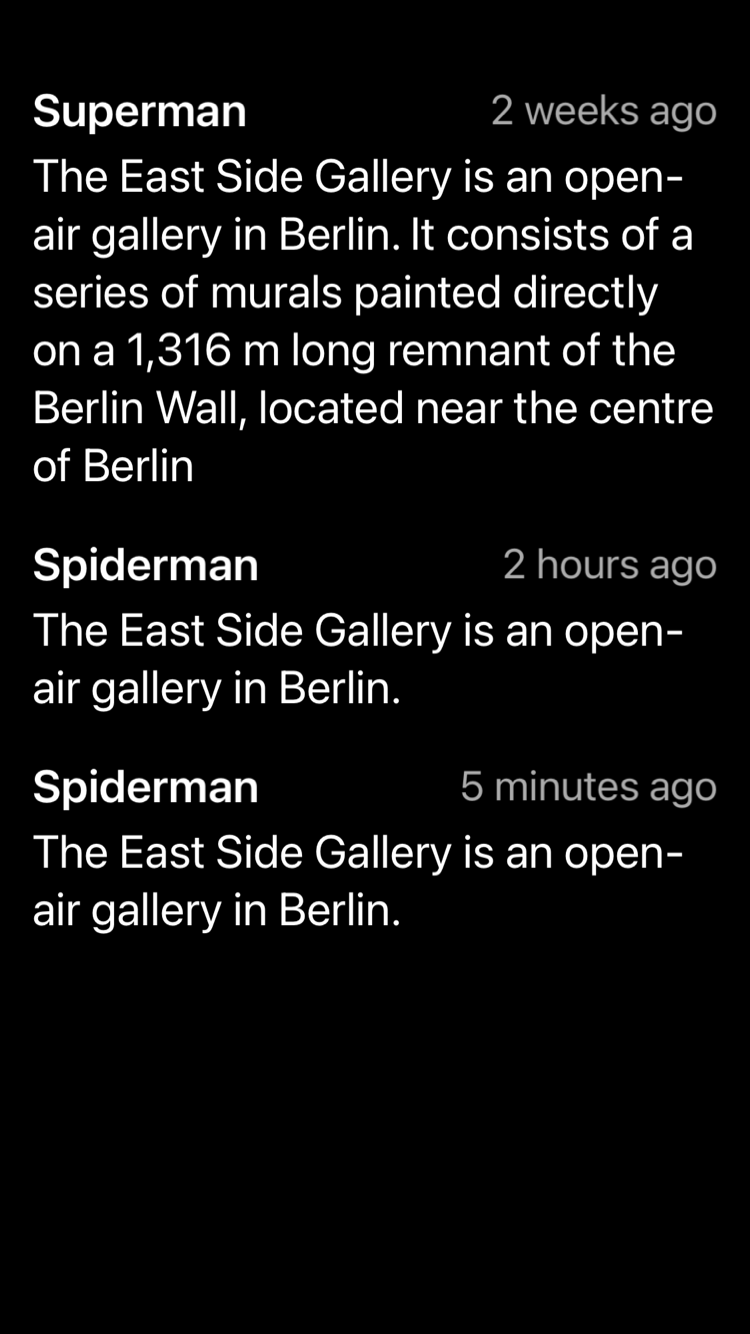 Superman 2 weeks ago
The East Side Gallery is an open-
air gallery in Berlin. It consists of a
series of murals painted directly
on a 1,316 m long remnant of the
Berlin Wall, located near the centre
of Berlin
Spiderman 2 hours ago
The East Side Gallery is an open-
air gallery in Berlin.
Spiderman 5 minutes ago
The East Side Gallery is an open-
air gallery in Berlin.